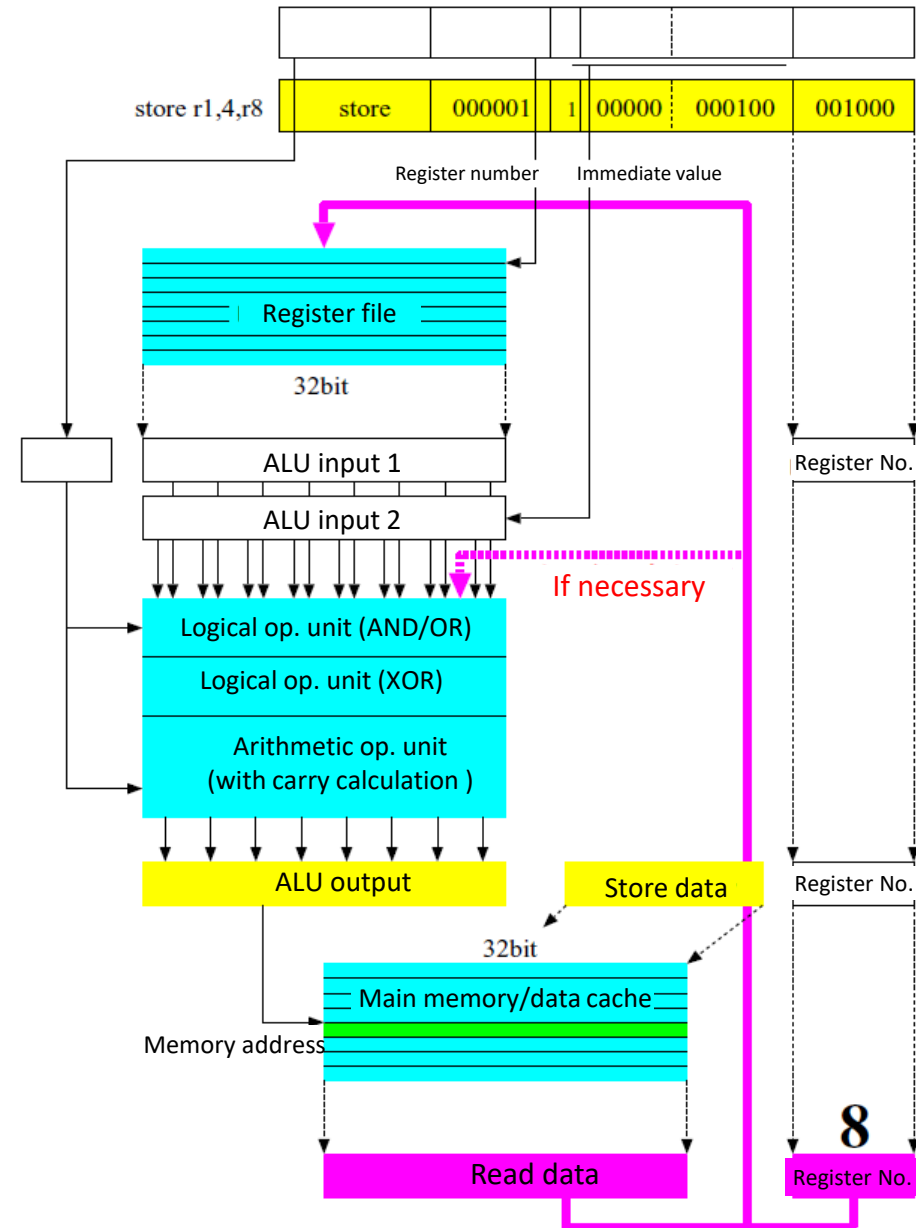 store r1,4,r8 store 000001 1 00000 000100 001000
Register number Immediate value
Register file
32bit
ALU input 1
Register No.
ALU input 2
If necessary
Logical op. unit (AND/OR)
Logical op. unit (XOR)
Arithmetic op. unit
(with carry calculation )
ALU output
Store data
Register No.
32bit
Main memory/data cache
Memory address
8
Read data
Register No.